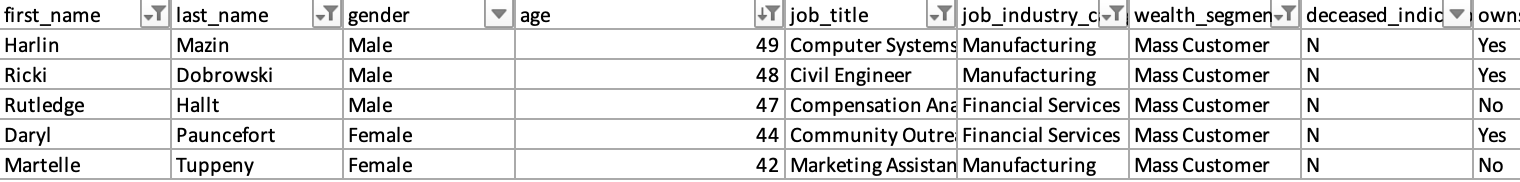 first_name last_name gender age job_title job_industry_c wealth_segmen deceased_indic owns
Harlin Mazin Male 49 Computer Systems Manufacturing Mass Customer N Yes
Ricki Dobrowski Male 48 Civil Engineer Manufacturing Mass Customer N Yes
Rutledge Hallt Male 47 Compensation Ana Financial Services Mass Customer N No
Daryl Pauncefort Female 44 Community Outrea Financial Services Mass Customer N Yes
Martelle Tuppeny Female 42 Marketing Assistan Manufacturing Mass Customer N No